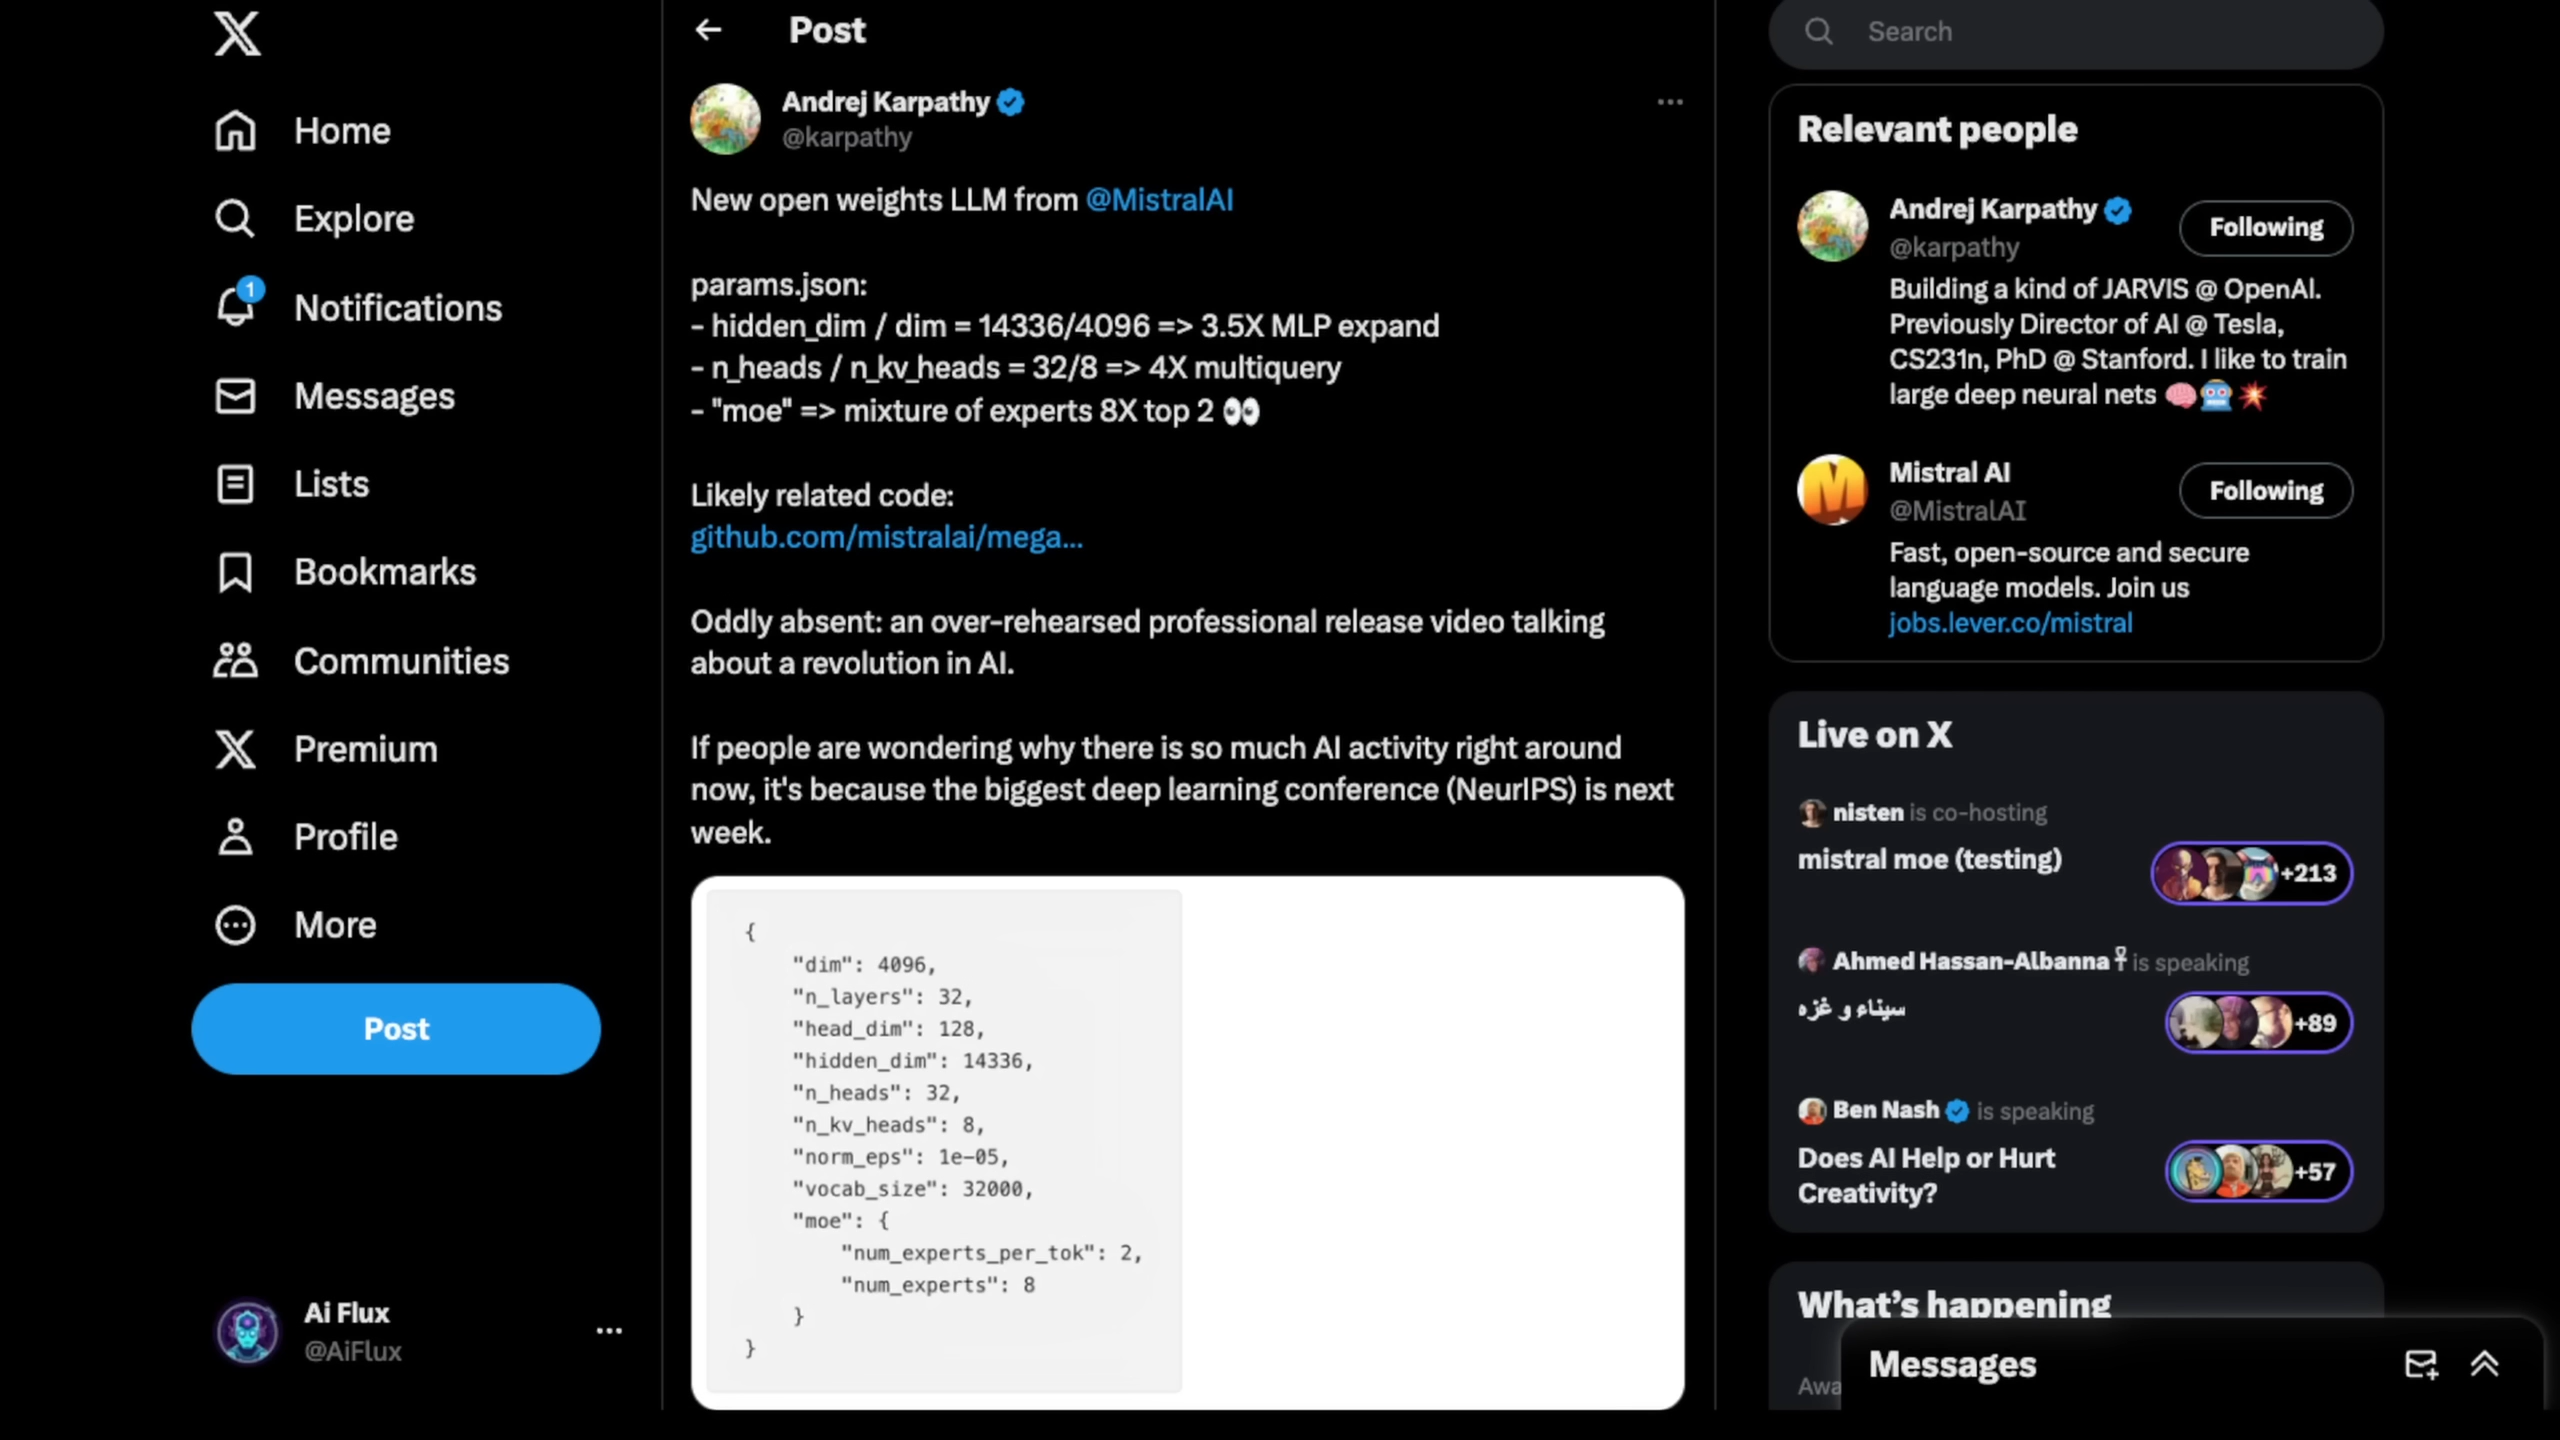 Home
Explore
1
Notifications
Messages
Lists
Bookmarks
Communities
Premium
Profile
More
Post
Ai Flux
@AiFlux
Post
Andrej Karpathy
@karpathy
New open weights LLM from @MistralAI
params.json:
- hidden_dim / dim = 14336/4096 => 3.5X MLP expand
- n_heads / n_kv_heads = 32/8 => 4X multiquery
- "moe" => mixture of experts 8X top 2 👀
Likely related code:
github.com/mistralai/mega...
Oddly absent: an over-rehearsed professional release video talking
about a revolution in AI.
If people are wondering why there is so much AI activity right around
now, it's because the biggest deep learning conference (NeurIPS) is next
week.
{
"dim": 4096,
"n_layers": 32,
"head_dim": 128,
"hidden_dim": 14336,
"n_heads": 32,
"n_kv_heads": 8,
"norm_eps": 1e-05,
"vocab_size": 32000,
"moe": {
"num_experts_per_tok": 2,
"num_experts": 8
}
}
Search
Relevant people
Andrej Karpathy
@karpathy
Following
Building a kind of JARVIS @ OpenAI.
Previously Director of AI @ Tesla,
CS231n, PhD @ Stanford. I like to train
large deep neural nets 🧠🤖💥
Mistral AI
@MistralAI
Following
Fast, open-source and secure
language models. Join us
jobs.lever.co/mistral
Live on X
nisten is co-hosting
mistral moe (testing)
+213
Ahmed Hassan-Albanna is speaking
سيناء و غزه
+89
Ben Nash is speaking
Does AI Help or Hurt
Creativity?
+57
What's happening
Messages